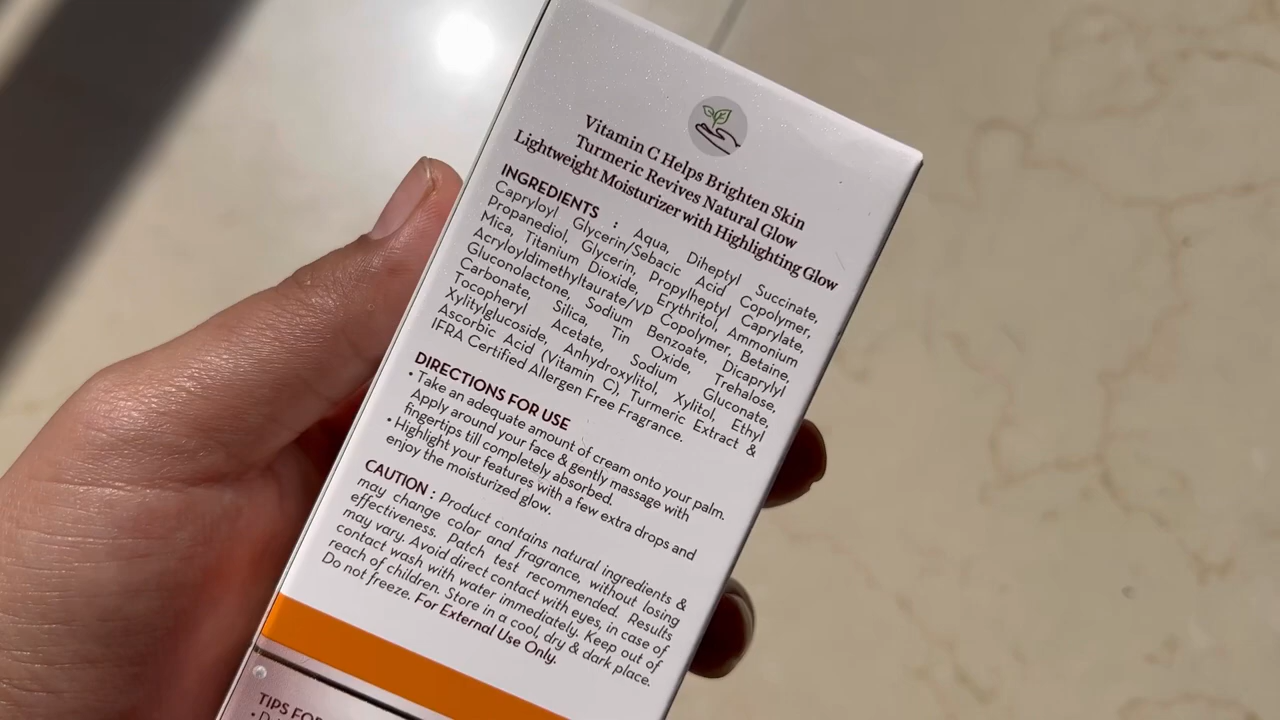 Vitamin C Helps Brighten Skin
Turmeric Revives Natural Glow
Lightweight Moisturizer with Highlighting Glow
INGREDIENTS : Aqua, Diheptyl Succinate,
Capryloyl Glycerin/Sebacic Acid Copolymer,
Propanediol, Glycerin, Propylheptyl Caprylate,
Mica, Titanium Dioxide, Erythritol, Ammonium
Acryloyldimethyltaurate/VP Copolymer, Betaine,
Gluconolactone, Sodium Benzoate, Dicaprylyl
Carbonate, Silica, Tin Oxide, Trehalose,
Tocopheryl Acetate, Sodium Gluconate,
Xylitylglucoside, Anhydroxylitol, Xylitol, Ethyl
Ascorbic Acid (Vitamin C), Turmeric Extract &
IFRA Certified Allergen Free Fragrance.
DIRECTIONS FOR USE
• Take an adequate amount of cream onto your palm.
Apply around your face & gently massage with
fingertips till completely absorbed.
• Highlight your features with a few extra drops and
enjoy the moisturized glow.
CAUTION : Product contains natural ingredients &
may change color and fragrance, without losing
effectiveness. Patch test recommended. Results
may vary. Avoid direct contact with eyes, in case of
contact wash with water immediately. Keep out of
reach of children. Store in a cool, dry & dark place.
Do not freeze. For External Use Only.
TIPS FOR